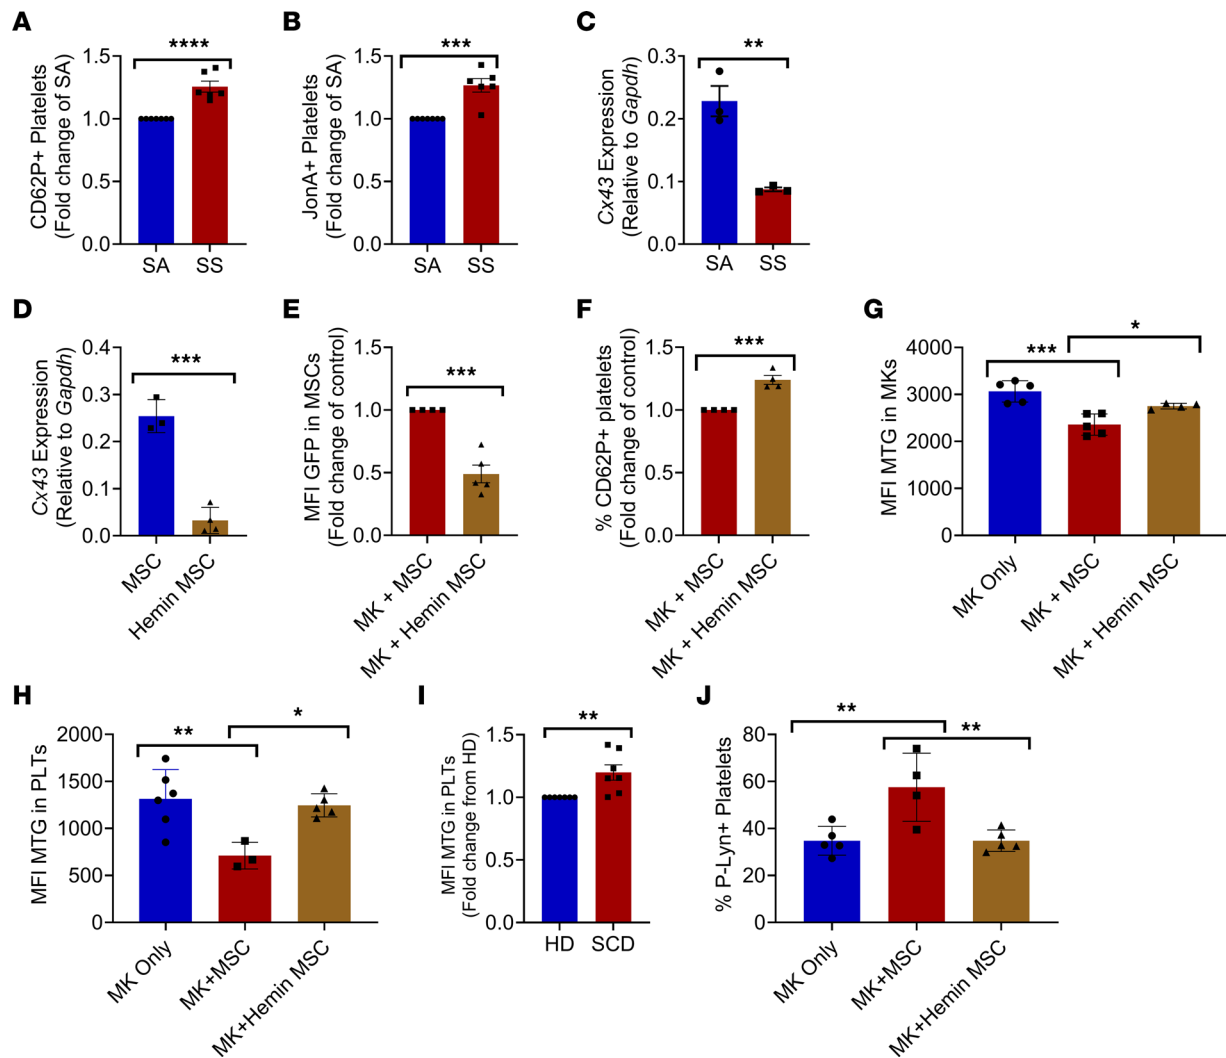 A
CD62P+ Platelets
(Fold change of SA)
1.5
1.0
0.5
0.0
****
SA
SS
B
JonA+ Platelets
(Fold change of SA)
1.5
1.0
0.5
0.0
***
SA
SS
C
Cx43 Expression
(Relative to Gapdh)
0.3
0.2
0.1
0.0
**
SA
SS
D
Cx43 Expression
(Relative to Gapdh)
0.4
0.3
0.2
0.1
0.0
***
MSC
Hemin MSC
E
MFI GFP in MSCs
(Fold change of control)
1.5
1.0
0.5
0.0
***
MK + MSC
MK + Hemin MSC
F
% CD62P+ platelets
(Fold change of control)
1.5
1.0
0.5
0.0
***
MK + MSC
MK + Hemin MSC
G
MFI MTG in MKs
4000
3000
2000
1000
0
***
*
MK Only
MK + MSC
MK + Hemin MSC
H
MFI MTG in PLTs
2000
1500
1000
500
0
**
*
MK Only
MK+MSC
MK+Hemin MSC
I
MFI MTG in PLTs
(Fold change from HD)
1.5
1.0
0.5
0.0
**
HD
SCD
J
% P-Lyn+ Platelets
80
60
40
20
0
**
**
MK Only
MK+MSC
MK+Hemin MSC